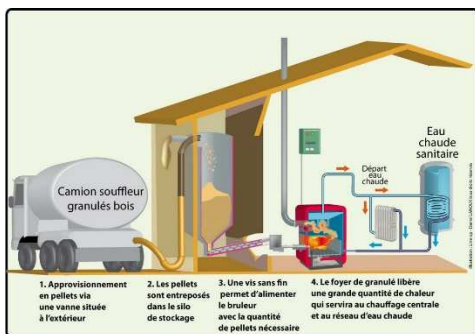 Camion souffleur
granulés bois
Départ
eau
chaude
Eau
chaude
sanitaire
1. Approvisionnement
en pellets via
une vanne située
à l'extérieur
2. Les pellets
sont entreposés
dans le silo
de stockage
3. Une vis sans fin
permet d'alimenter
le bruleur
avec la quantité
de pellets nécessaire
4. Le foyer de granulé libère
une grande quantité de chaleur
qui servira au chauffage centrale
et au réseau d'eau chaude